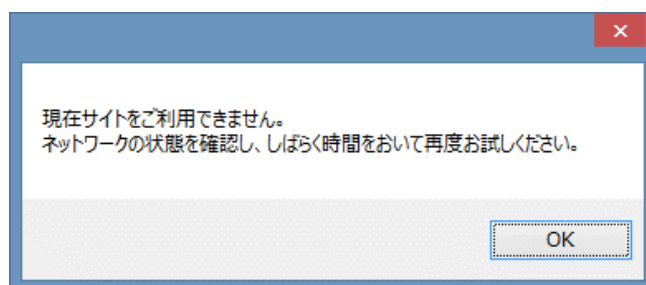 現在サイトをご利用できません。
ネットワークの状態を確認し、しばらく時間をおいて再度お試しください。
OK